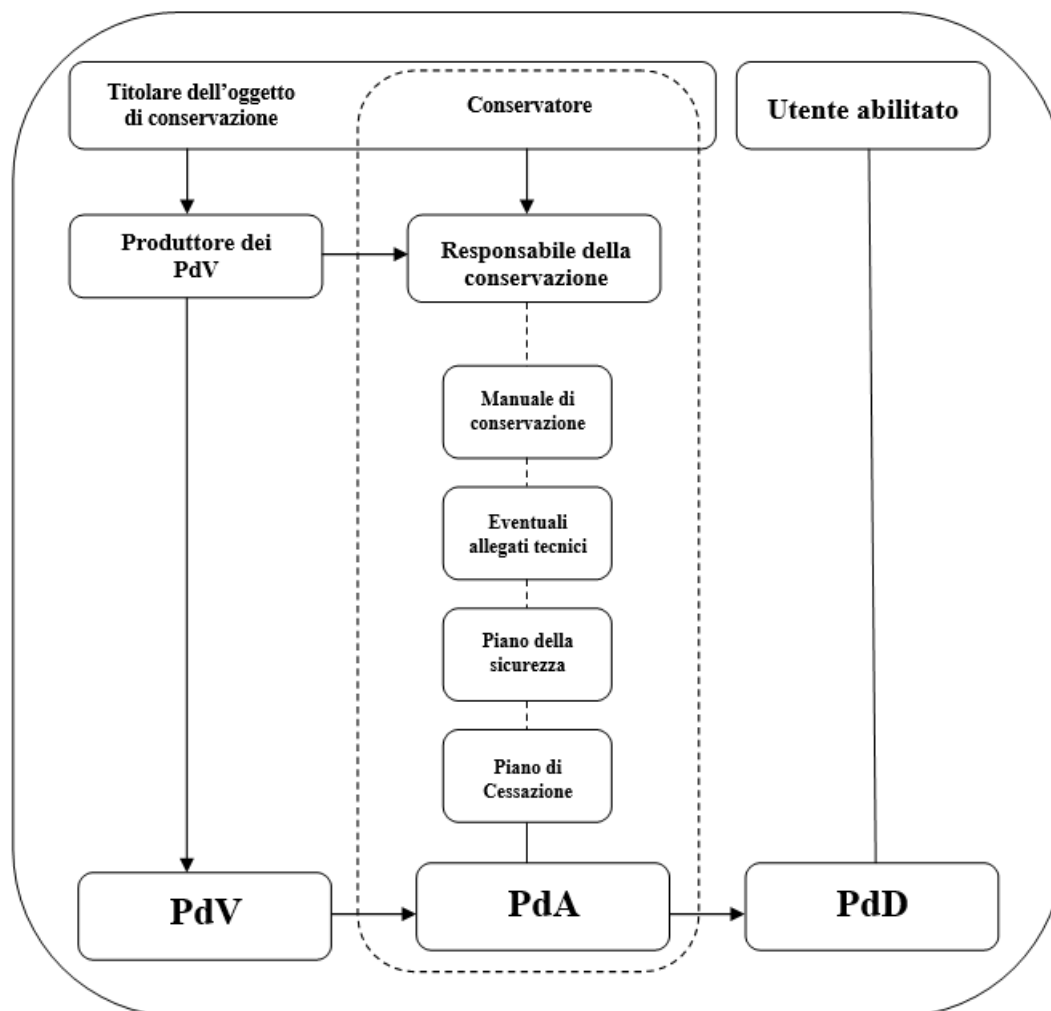 Titolare dell'oggetto
di conservazione
Conservatore
Utente abilitato
Produttore dei
PdV
Responsabile della
conservazione
Manuale di
conservazione
Eventuali
allegati tecnici
Piano della
sicurezza
Piano di
Cessazione
PdV
PdA
PdD